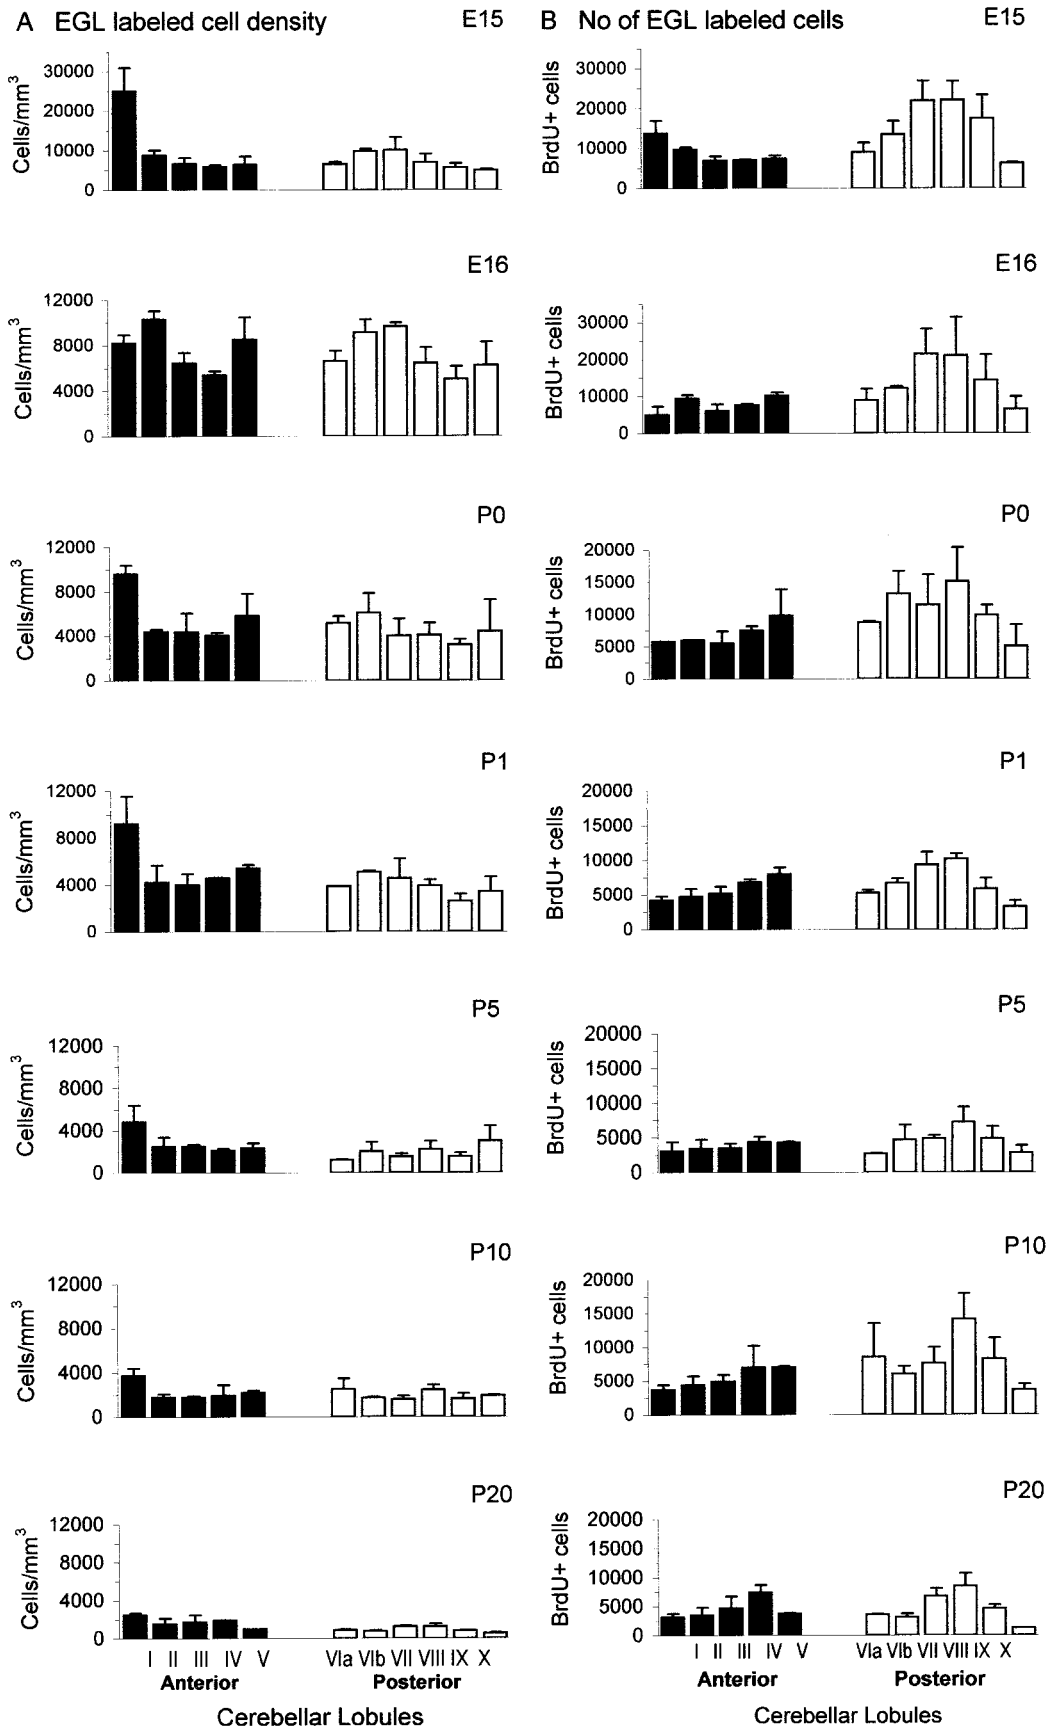 A EGL labeled cell density E15
Cells/mm³
30000
20000
10000
0
B No of EGL labeled cells E15
BrdU+ cells
30000
20000
10000
0
E16
Cells/mm³
12000
8000
4000
0
E16
BrdU+ cells
30000
20000
10000
0
P0
Cells/mm³
12000
8000
4000
0
P0
BrdU+ cells
20000
15000
10000
5000
0
P1
Cells/mm³
12000
8000
4000
0
P1
BrdU+ cells
20000
15000
10000
5000
0
P5
Cells/mm³
12000
8000
4000
0
P5
BrdU+ cells
20000
15000
10000
5000
0
P10
Cells/mm³
12000
8000
4000
0
P10
BrdU+ cells
20000
15000
10000
5000
0
P20
Cells/mm³
12000
8000
4000
0
I II III IV V VIa VIb VII VIII IX X
Anterior Posterior
Cerebellar Lobules
P20
BrdU+ cells
20000
15000
10000
5000
0
I II III IV V VIa VIb VII VIII IX X
Anterior Posterior
Cerebellar Lobules